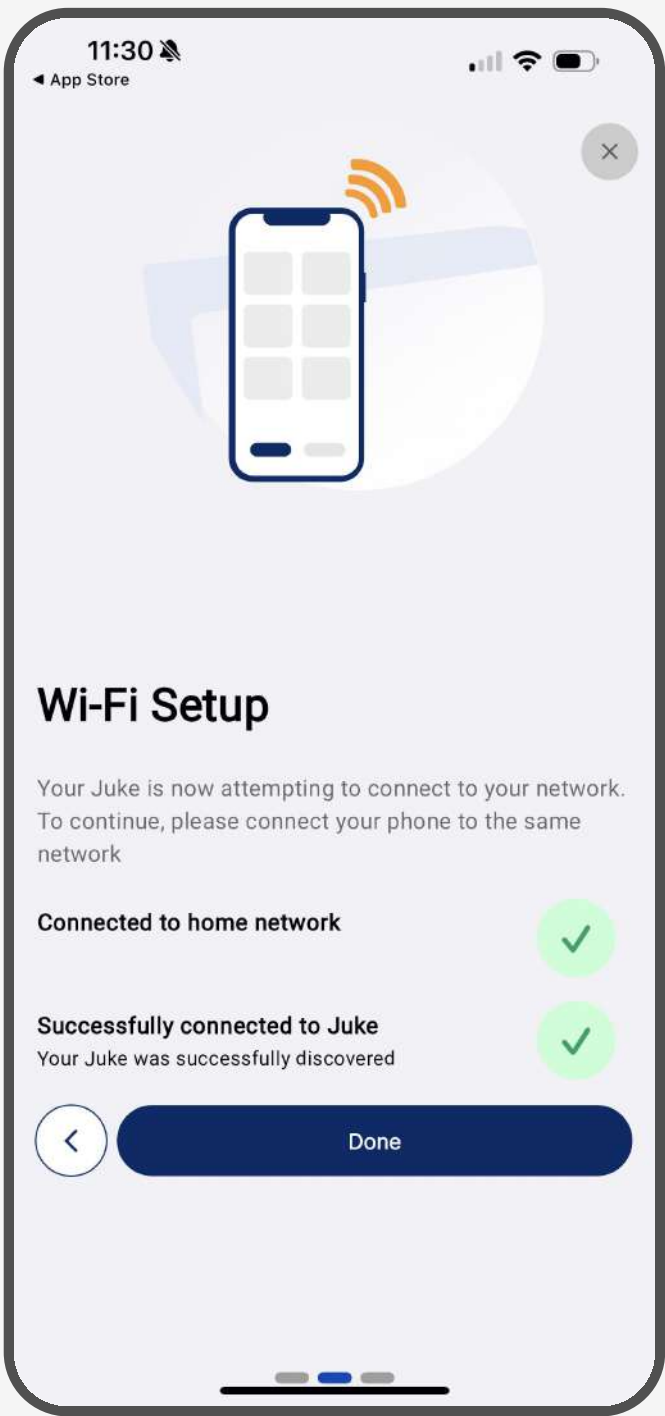 11:30
◀ App Store
Wi-Fi Setup
Your Juke is now attempting to connect to your network.
To continue, please connect your phone to the same
network
Connected to home network
Successfully connected to Juke
Your Juke was successfully discovered
Done